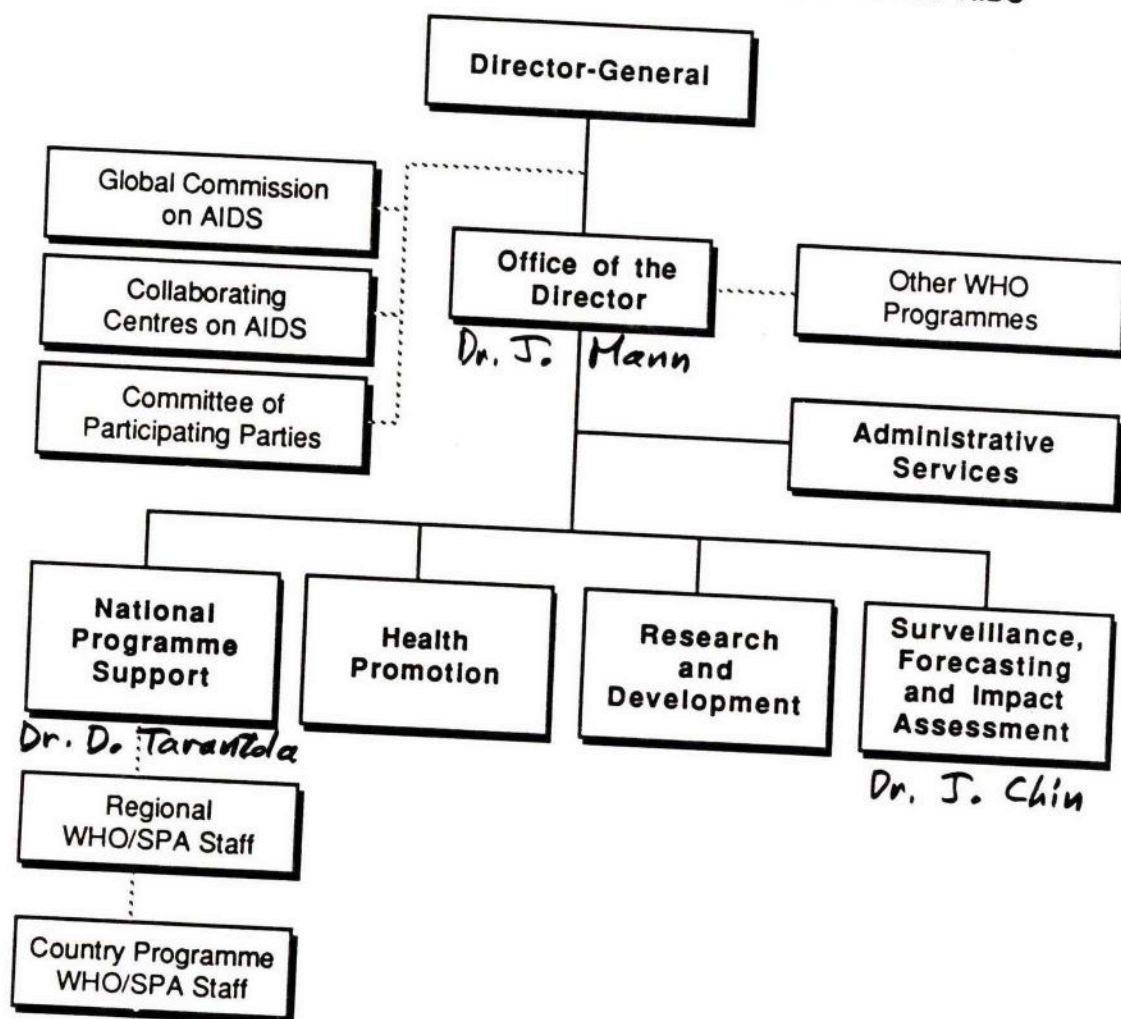 AIDS
Director-General
Global Commission
on AIDS
Collaborating
Centres on AIDS
Committee of
Participating Parties
Office of the
Director
Dr. J. Mann
Other WHO
Programmes
Administrative
Services
National
Programme
Support
Dr. D. Tarantola
Health
Promotion
Research
and
Development
Surveillance,
Forecasting
and Impact
Assessment
Dr. J. Chin
Regional
WHO/SPA Staff
Country Programme
WHO/SPA Staff